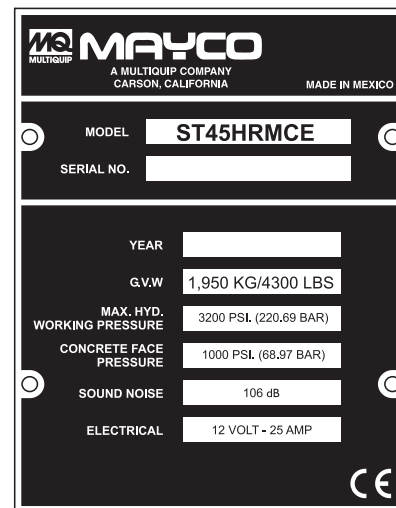 MQ MAYCO
MULTIQUIP
A MULTIQUIP COMPANY
CARSON, CALIFORNIA MADE IN MEXICO
MODEL ST45HRMCE
SERIAL NO.
YEAR
G.V.W 1,950 KG/4300 LBS
MAX. HYD.
WORKING PRESSURE 3200 PSI. (220.69 BAR)
CONCRETE FACE
PRESSURE 1000 PSI. (68.97 BAR)
SOUND NOISE 106 dB
ELECTRICAL 12 VOLT - 25 AMP
CE